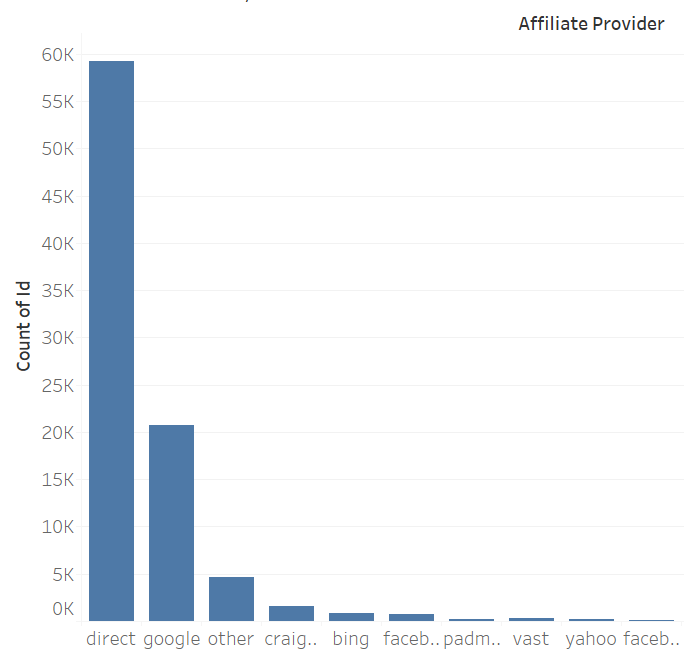 Affiliate Provider
60K
55K
50K
45K
40K
35K
30K
25K
20K
15K
10K
5K
0K
Count of Id
direct google other craig.. bing faceb.. padm.. vast yahoo faceb..